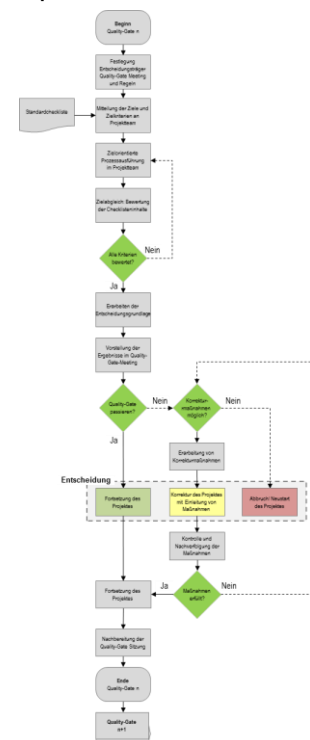 Beginn
Quality-Gate n
Festlegung
Entscheidungsträger
Quality-Gate Meeting
und Regeln
Standardcheckliste
Mitteilung der Ziele und
Zielkriterien an
Projektteam
Zielorientierte
Prozessausführung
im Projektteam
Zielabgleich: Bewertung
der Checklisteninhalte
Alle Kriterien
bewertet?
Nein
Ja
Erarbeiten der
Entscheidungsgrundlage
Vorstellung der
Ergebnisse im Quality-
Gate-Meeting
Quality-Gate
passieren?
Nein
Korrektur-
maßnahmen
möglich?
Nein
Ja
Erarbeitung von
Korrekturmaßnahmen
Entscheidung
Fortsetzung des
Projektes
Korrektur des Projektes
mit Einleitung von
Maßnahmen
Abbruch/ Neustart
des Projektes
Kontrolle und
Nachverfolgung der
Maßnahmen
Fortsetzung des
Projektes
Ja
Maßnahmen
erfüllt?
Nein
Nachbereitung der
Quality-Gate Sitzung
Ende
Quality-Gate n
Quality-Gate
n+1